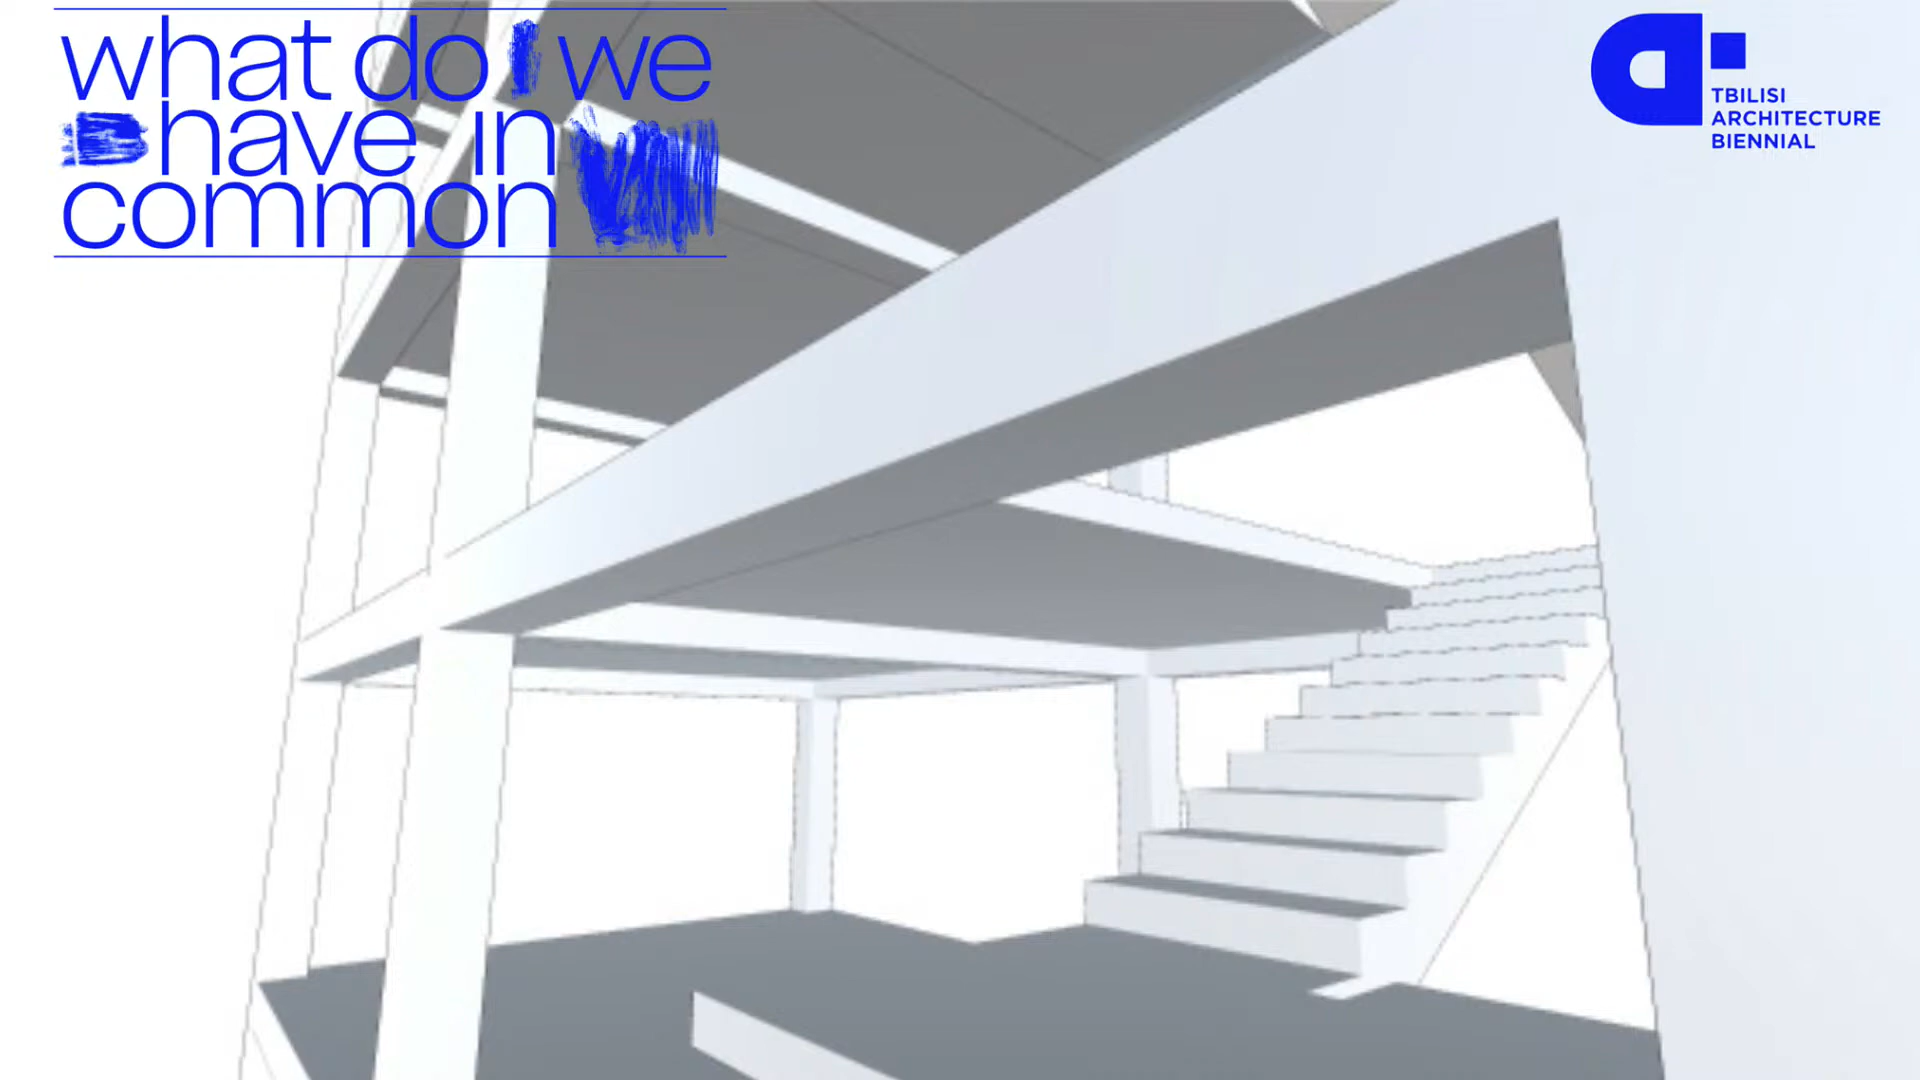 what do we
have in
common
TBILISI
ARCHITECTURE
BIENNIAL